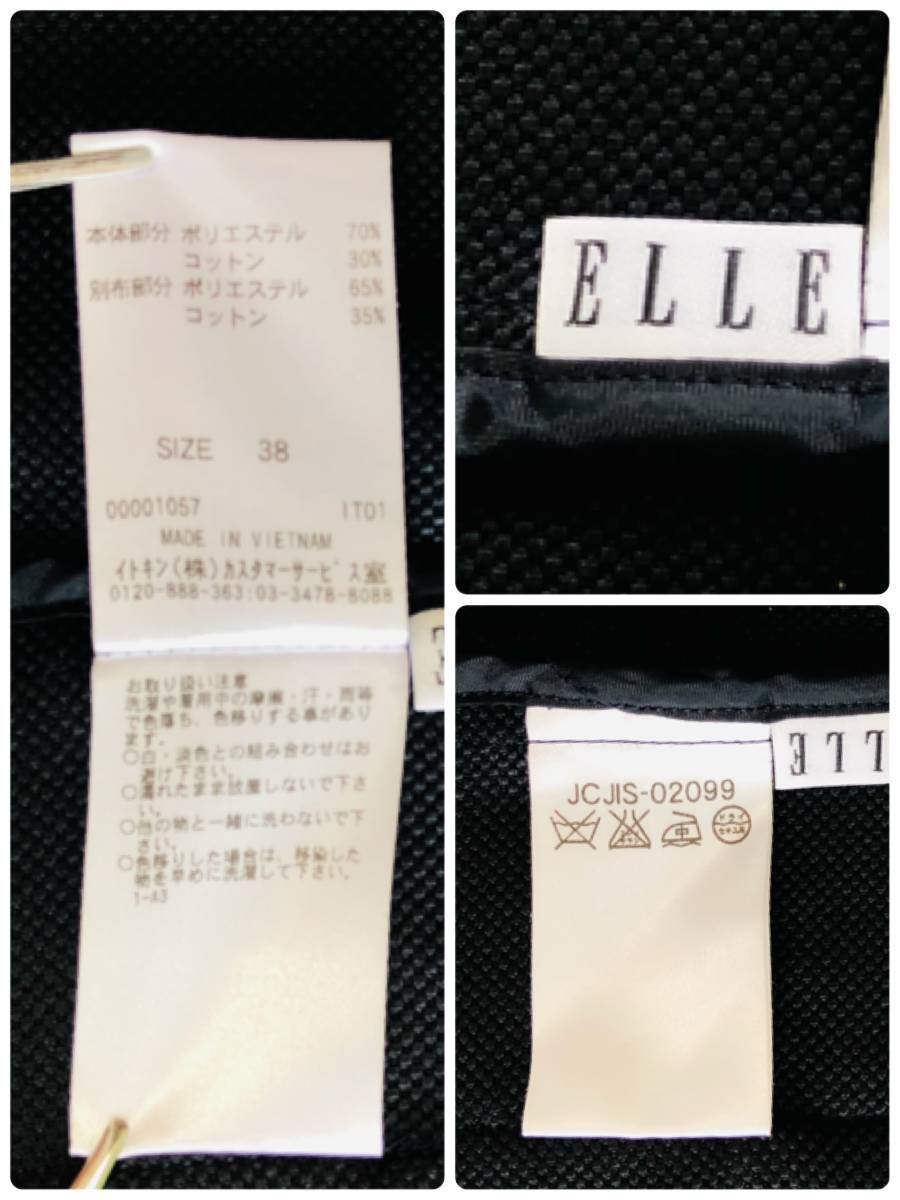 本体部分 ポリエステル 70%
コットン 30%
別布部分 ポリエステル 65%
コットン 35%
SIZE 38
00001057 IT01
MADE IN VIETNAM
イトキン(株)カスタマーサービス室
0120-888-363:03-3478-8088
お取り扱い注意
洗濯や着用中の摩擦・汗・雨等
で色落ち、色移りする事があり
ます。
○白・淡色との組み合わせはお
避け下さい。
○濡れたまま放置しないで下さ
い。
○他の物と一緒に洗わないで下
さい。
○色移りした場合は、移染した
物を早めに洗濯して下さい。
1-A3
ELLE
JCJIS-02099
中
ドライ
セキユ系
ELLE